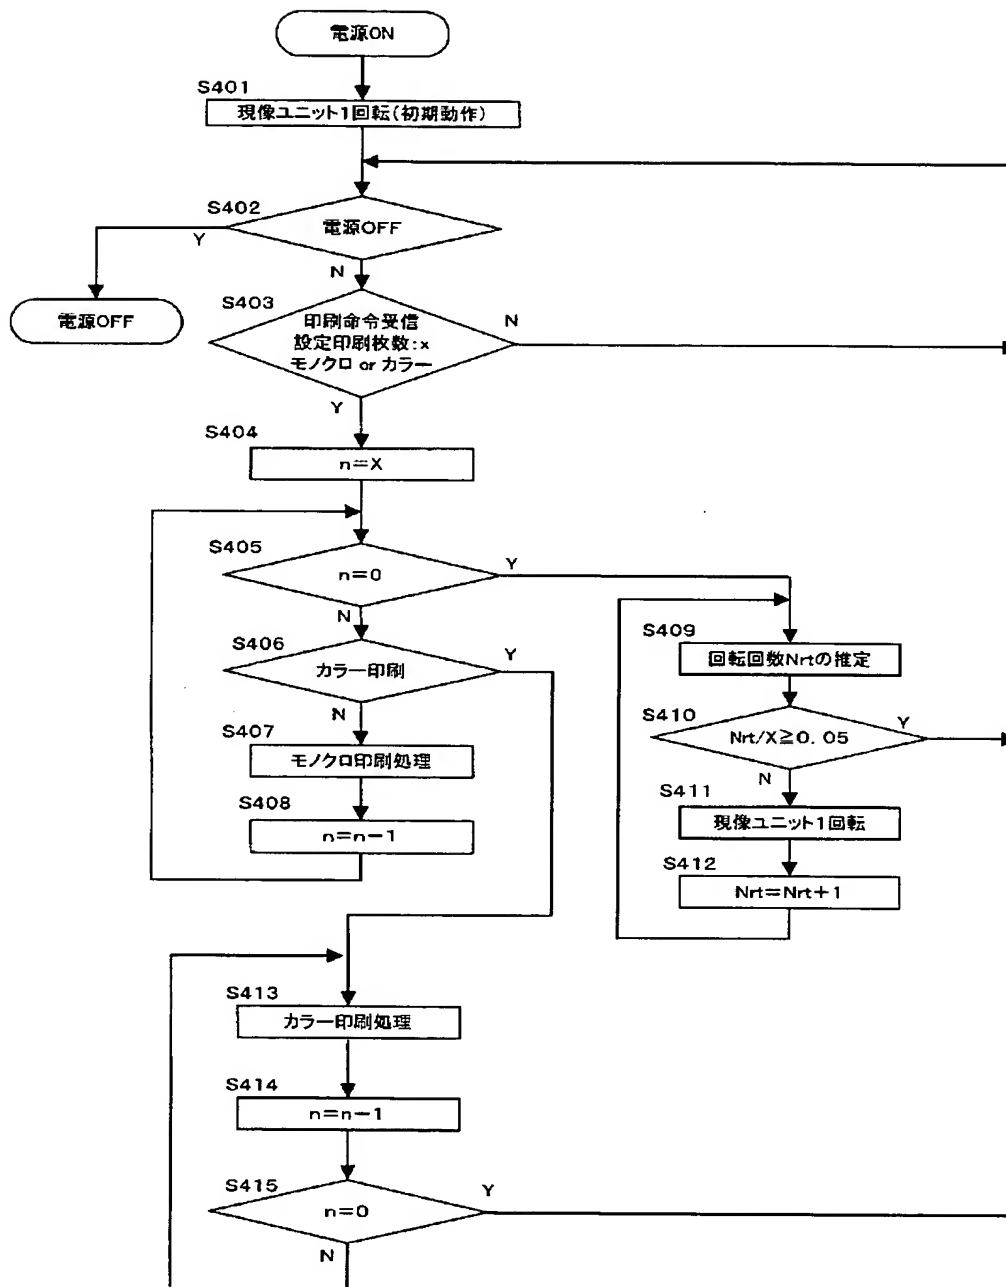 電源ON
S401
現像ユニット1回転(初期動作)
S402
電源OFF
Y
N
電源OFF
S403
印刷命令受信
設定印刷枚数:x
モノクロ or カラー
N
Y
S404
n=X
S405
n=0
Y
N
S406
カラー印刷
Y
N
S407
モノクロ印刷処理
S408
n=n-1
S409
回転回数Nrtの推定
S410
Nrt/X≧0.05
Y
N
S411
現像ユニット1回転
S412
Nrt=Nrt+1
S413
カラー印刷処理
S414
n=n-1
S415
n=0
Y
N